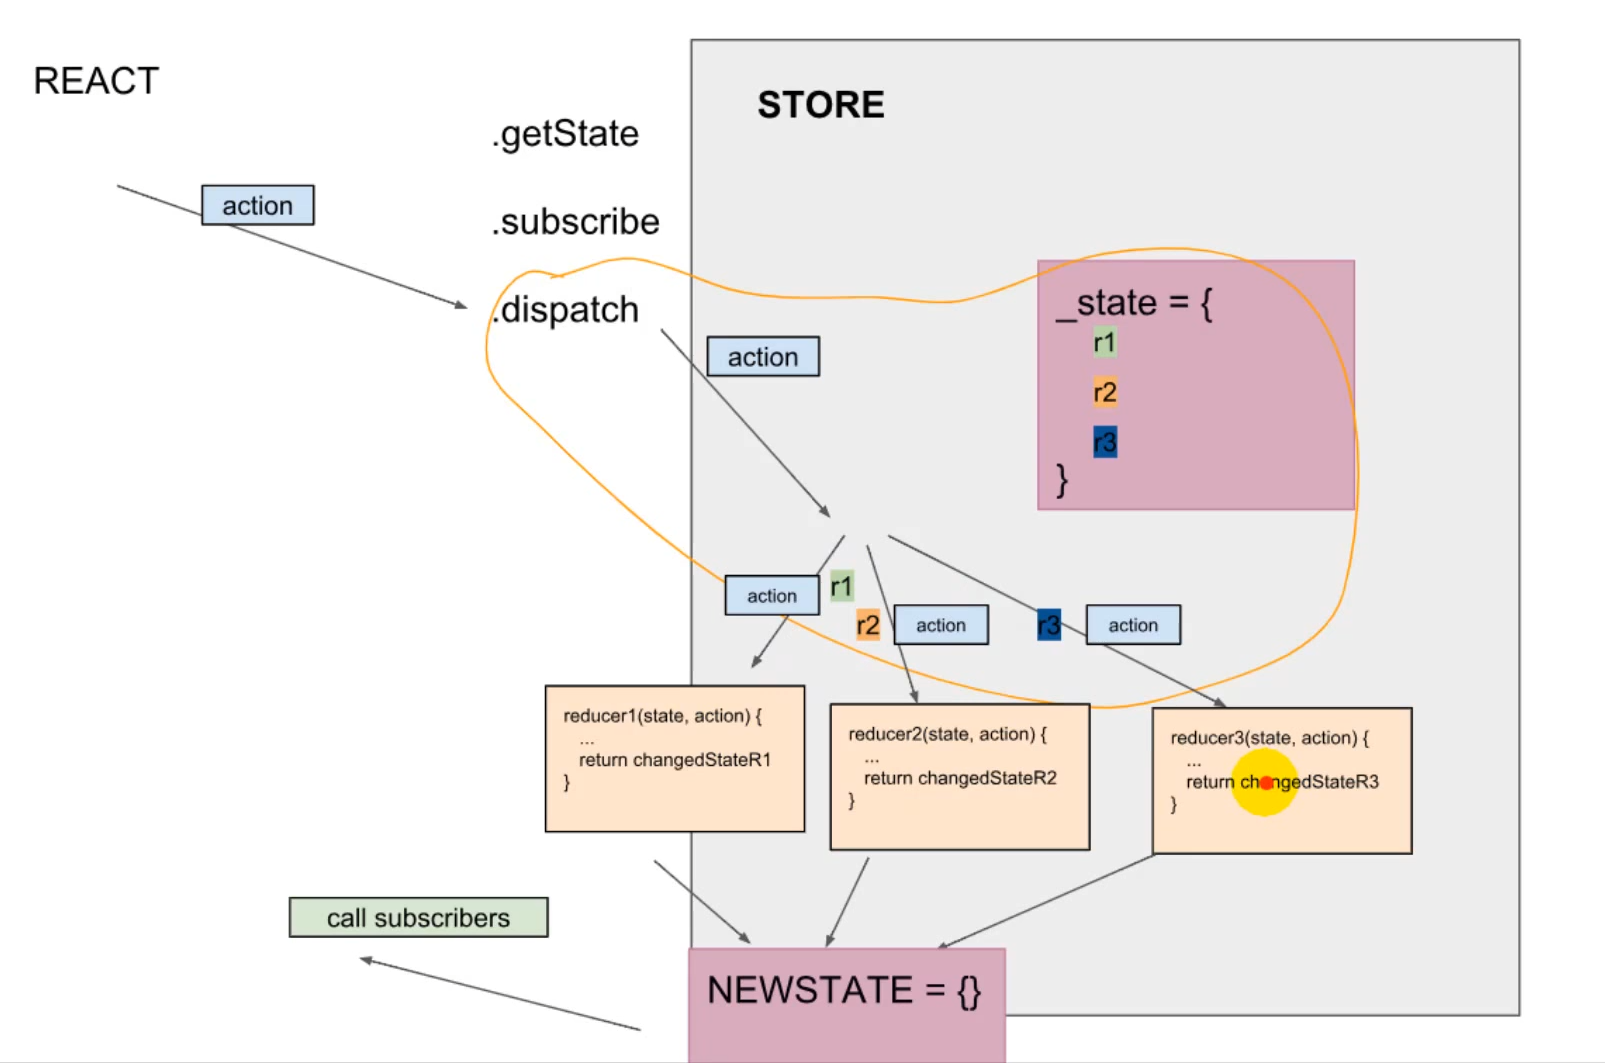 REACT
STORE
.getState
action
.subscribe
.dispatch
_state = {
r1
r2
r3
}
action
action
r1
r2
action
r3
action
reducer1(state, action) {
...
return changedStateR1
}
reducer2(state, action) {
...
return changedStateR2
}
reducer3(state, action) {
...
return changedStateR3
}
call subscribers
NEWSTATE = {}